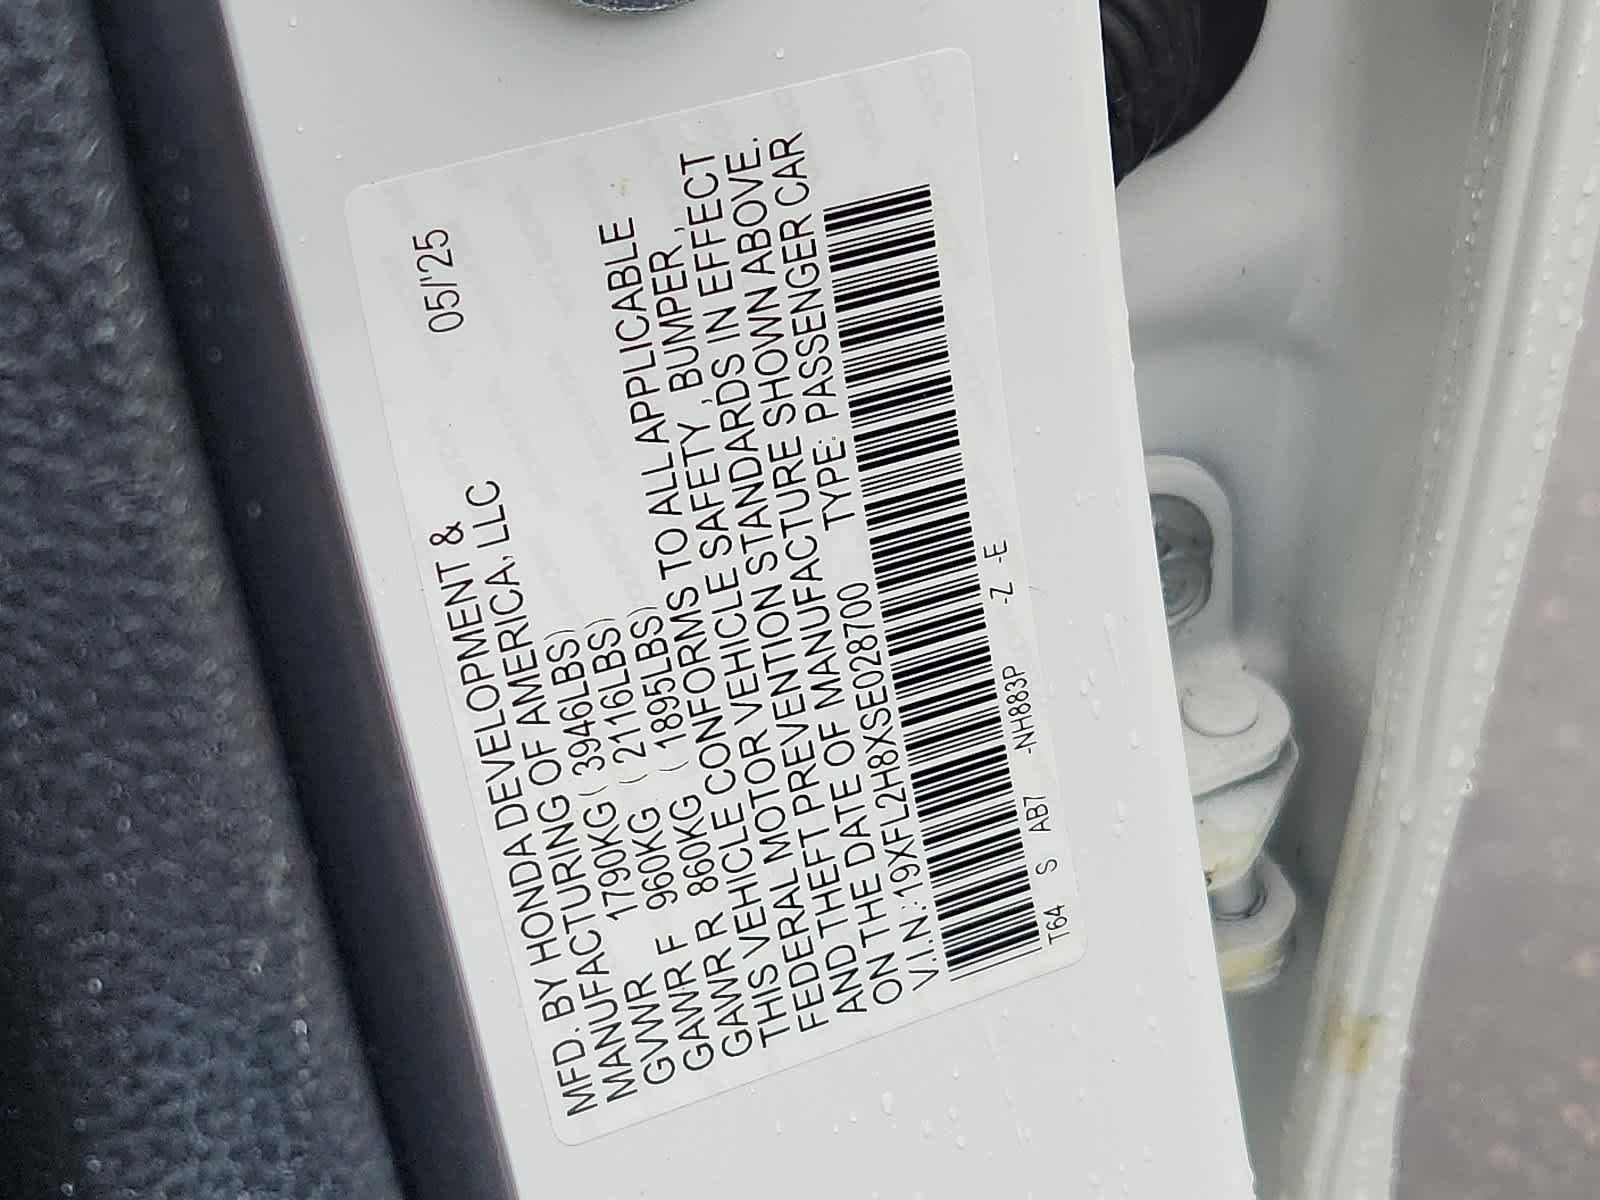 MFD. BY HONDA DEVELOPMENT & 05/'25
MANUFACTURING OF AMERICA, LLC
GVWR 1790KG ( 3946LBS)
GAWR F 960KG ( 2116LBS)
GAWR R 860KG ( 1895LBS)
THIS VEHICLE CONFORMS TO ALL APPLICABLE
FEDERAL MOTOR VEHICLE SAFETY , BUMPER,
AND THEFT PREVENTION STANDARDS IN EFFECT
ON THE DATE OF MANUFACTURE SHOWN ABOVE.
V.I.N.:19XFL2H8XSE028700 TYPE: PASSENGER CAR
T64 S AB7 -NH883P -Z -E